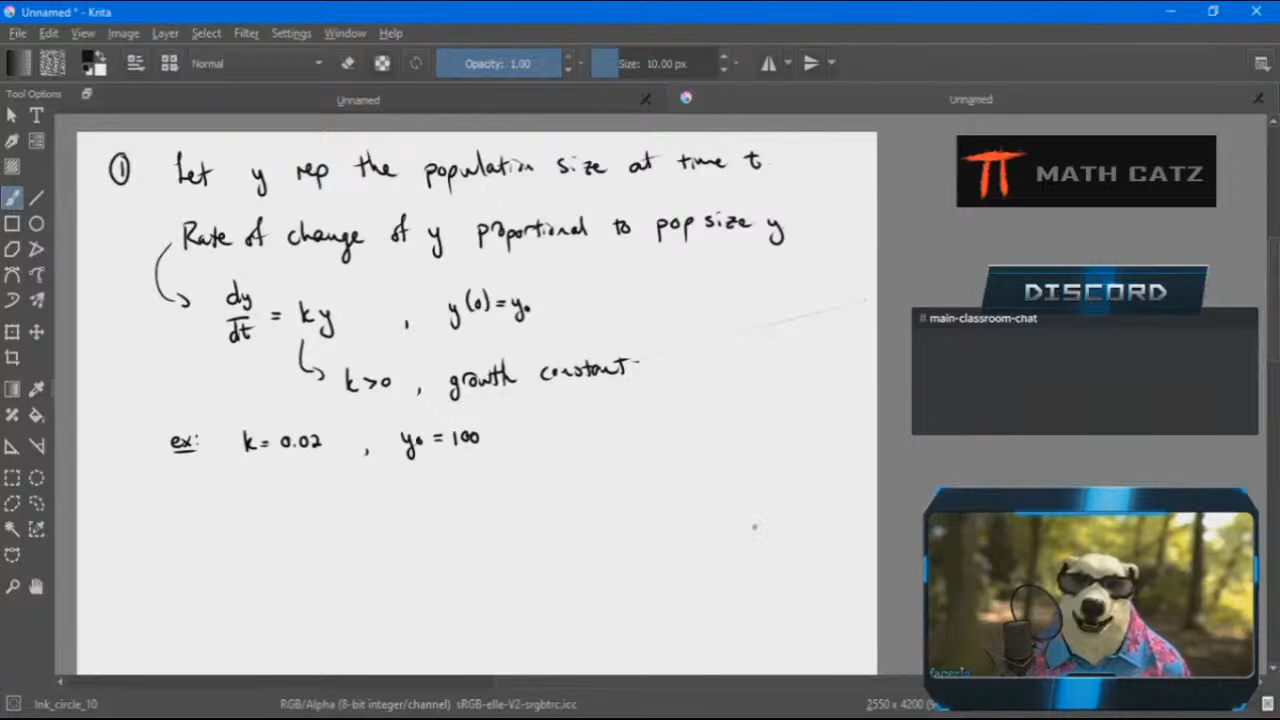 Unnamed * - Krita
File Edit View Image Layer Select Filter Settings Window Help
Normal Opacity: 1.00 Size: 10.00 px
Tool Options Unnamed Unnamed
① Let y rep the population size at time t
Rate of change of y proportional to pop size y
dy/dt = ky , y(0) = y₀
k>0 , growth constant
ex: k = 0.02 , y₀ = 100
MATH CATZ
DISCORD
main-classroom-chat
facerig
Ink_circle_10 RGB/Alpha (8-bit integer/channel) sRGB-elle-V2-srgbtrc.icc 2550 x 4200